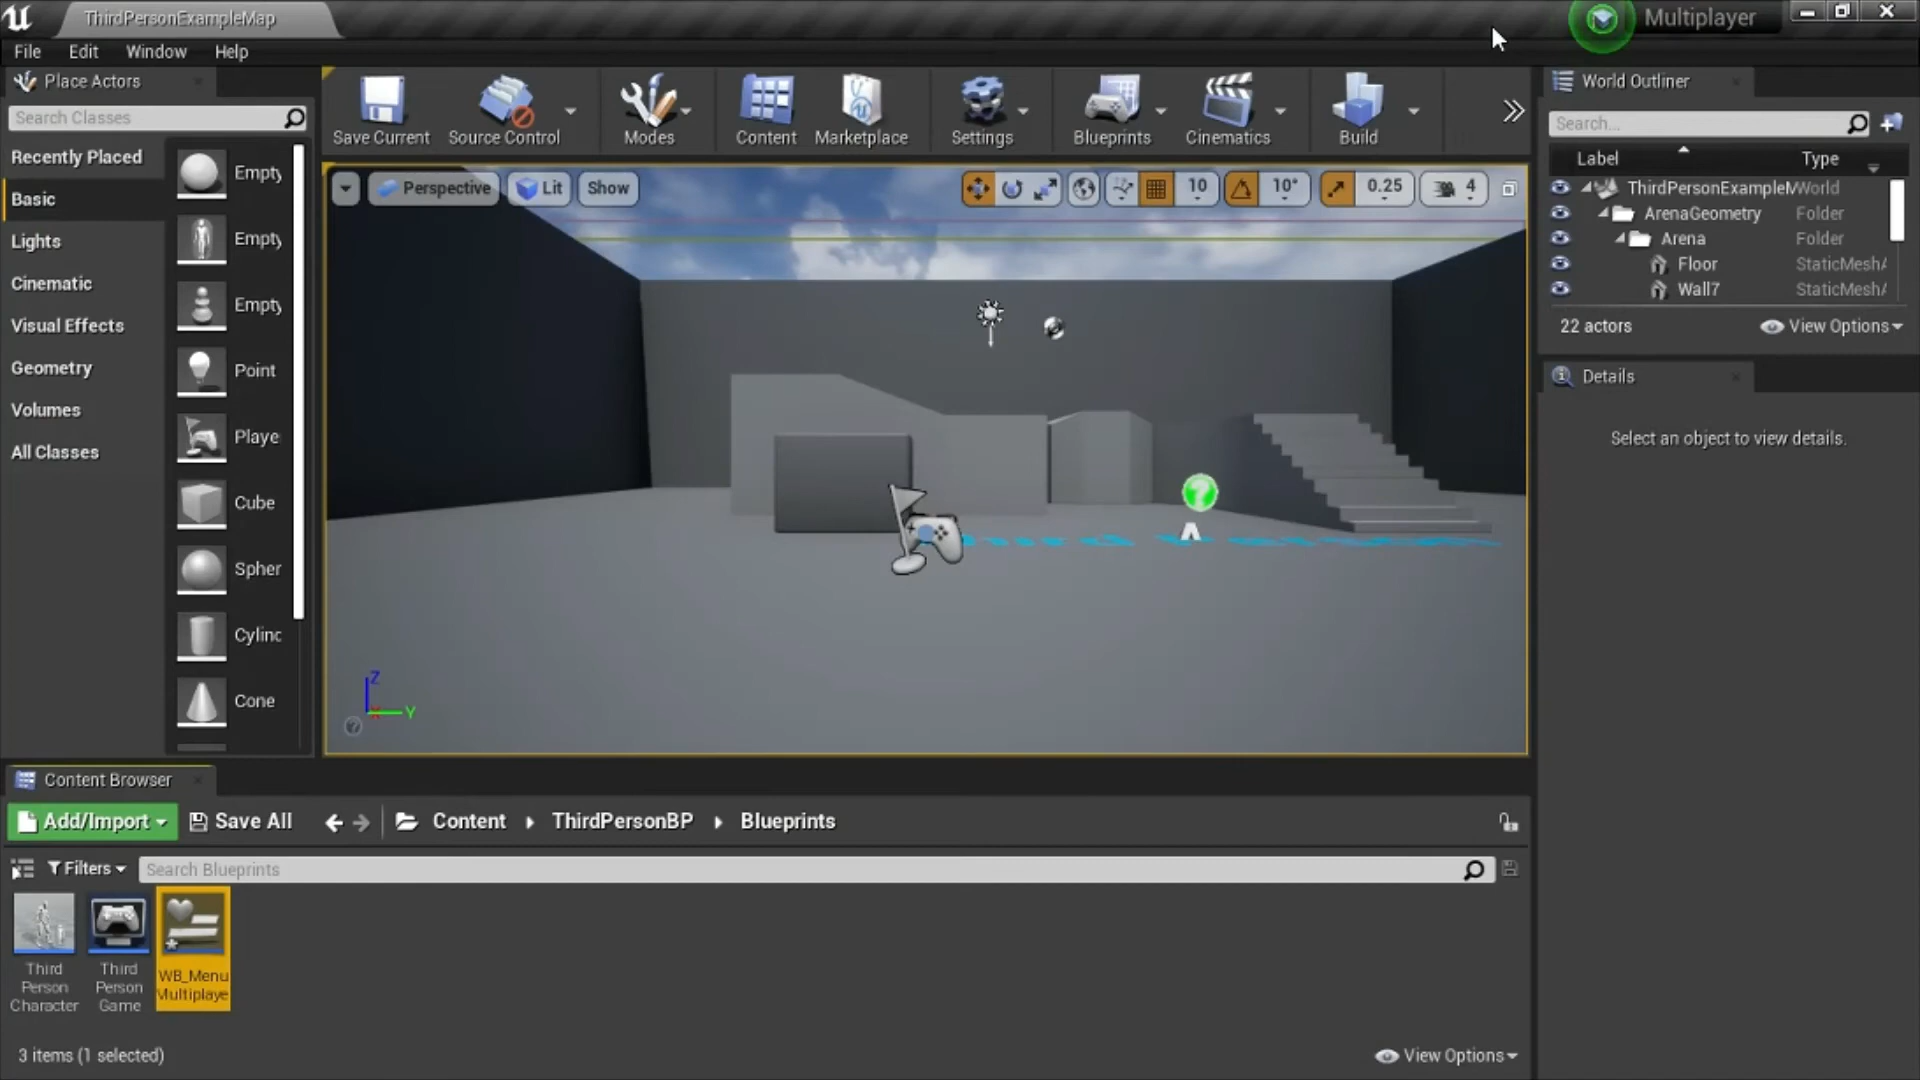 ThirdPersonExampleMap
Multiplayer
File Edit Window Help
Place Actors
Search Classes
Recently Placed
Basic
Lights
Cinematic
Visual Effects
Geometry
Volumes
All Classes
Empty
Empty
Empty
Point
Playe
Cube
Spher
Cylinc
Cone
Save Current
Source Control
Modes
Content
Marketplace
Settings
Blueprints
Cinematics
Build
Perspective
Lit
Show
10
10°
0.25
4
Z
Y
World Outliner
Search...
Label Type
ThirdPersonExampleM World
ArenaGeometry Folder
Arena Folder
Floor StaticMeshA
Wall7 StaticMeshA
22 actors
View Options
Details
Select an object to view details.
Content Browser
Add/Import
Save All
Content
ThirdPersonBP
Blueprints
Filters
Search Blueprints
Third
Person
Character
Third
Person
Game
WB_Menu
Multiplaye
3 items (1 selected)
View Options